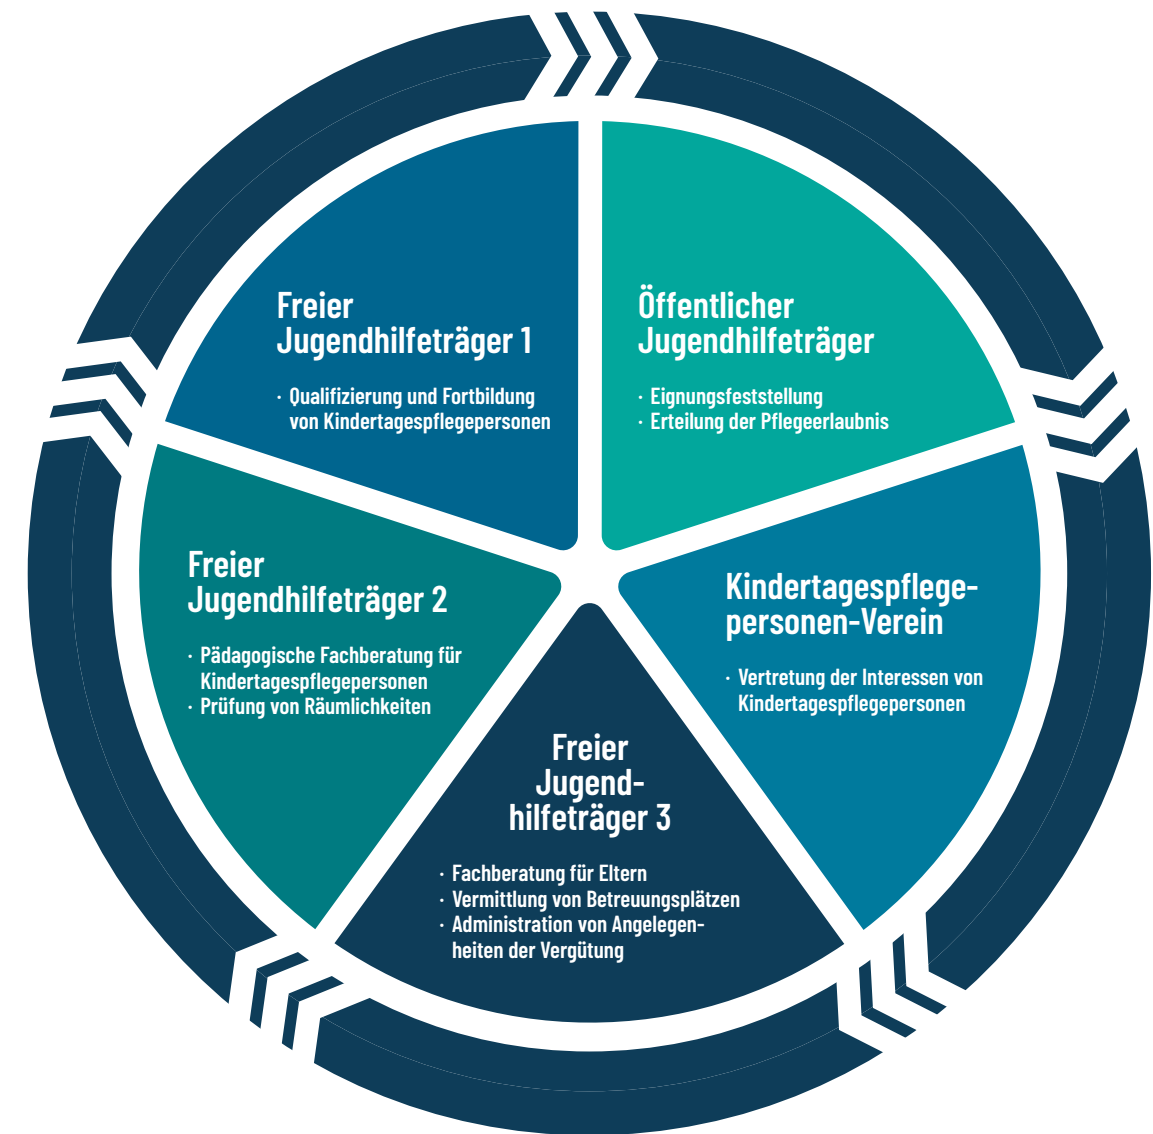 Freier
Jugendhilfeträger 1
· Qualifizierung und Fortbildung
von Kindertagespflegepersonen
Öffentlicher
Jugendhilfeträger
· Eignungsfeststellung
· Erteilung der Pflegeerlaubnis
Freier
Jugendhilfeträger 2
· Pädagogische Fachberatung für
Kindertagespflegepersonen
· Prüfung von Räumlichkeiten
Kindertagespflege-
personen-Verein
· Vertretung der Interessen von
Kindertagespflegepersonen
Freier
Jugend-
hilfeträger 3
· Fachberatung für Eltern
· Vermittlung von Betreuungsplätzen
· Administration von Angelegen-
heiten der Vergütung